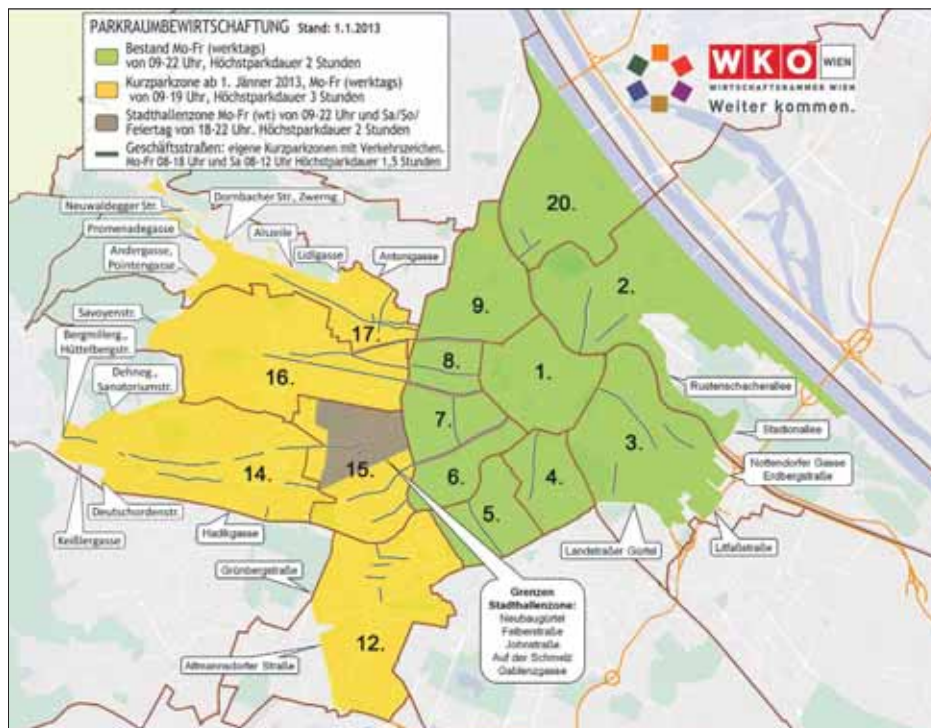 PARKRAUMBEWIRTSCHAFTUNG Stand: 1.1.2013
Bestand Mo-Fr (werktags)
von 09-22 Uhr, Höchstparkdauer 2 Stunden
Kurzparkzone ab 1. Jänner 2013, Mo-Fr (werktags)
von 09-19 Uhr, Höchstparkdauer 3 Stunden
Stadthallenzone Mo-Fr (wt) von 09-22 Uhr und Sa/So/
Feiertag von 18-22 Uhr. Höchstparkdauer 2 Stunden
Geschäftsstraßen: eigene Kurzparkzonen mit Verkehrszeichen.
Mo-Fr 08-18 Uhr und Sa 08-12 Uhr Höchstparkdauer 1,5 Stunden
WKO WIEN
WIRTSCHAFTSKAMMER WIEN
Weiter kommen.
Neuwaldegger Str.
Dornbacher Str., Zwerng.
Promenadegasse
Alszeile
Andergasse,
Pointengasse
Lidlgasse
Antonigasse
Savoyenstr.
Bergmillerg.,
Hüttelbergstr.
Dehneg.,
Sanatoriumstr.
20.
2.
9.
17.
8.
1.
16.
7.
3.
15.
14.
6.
4.
5.
12.
Rustenschacherallee
Stadionallee
Nottendorfer Gasse
Erdbergstraße
Litfaßstraße
Landstraßer Gürtel
Deutschordenstr.
Keißlergasse
Hadikgasse
Grünbergstraße
Altmannsdorfer Straße
Grenzen
Stadthallenzone:
Neubaugürtel
Felberstraße
Johnstraße
Auf der Schmelz
Gablenzgasse